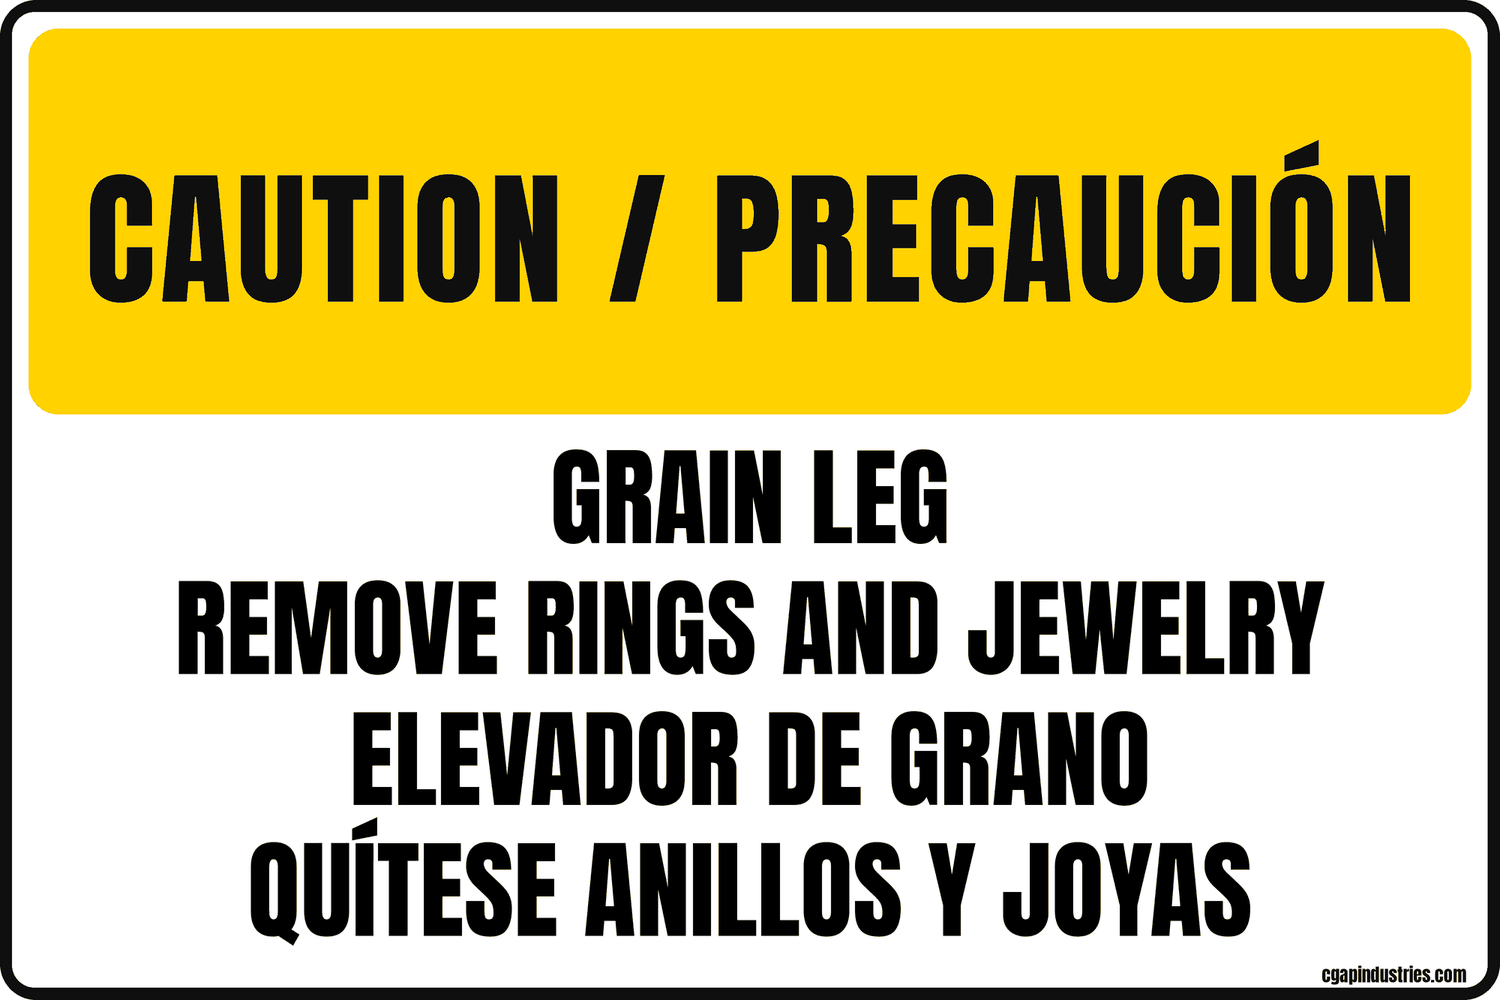 CAUTION / PRECAUCIÓN
GRAIN LEG
REMOVE RINGS AND JEWELRY
ELEVADOR DE GRANO
QUÍTESE ANILLOS Y JOYAS
cgapindustries.com